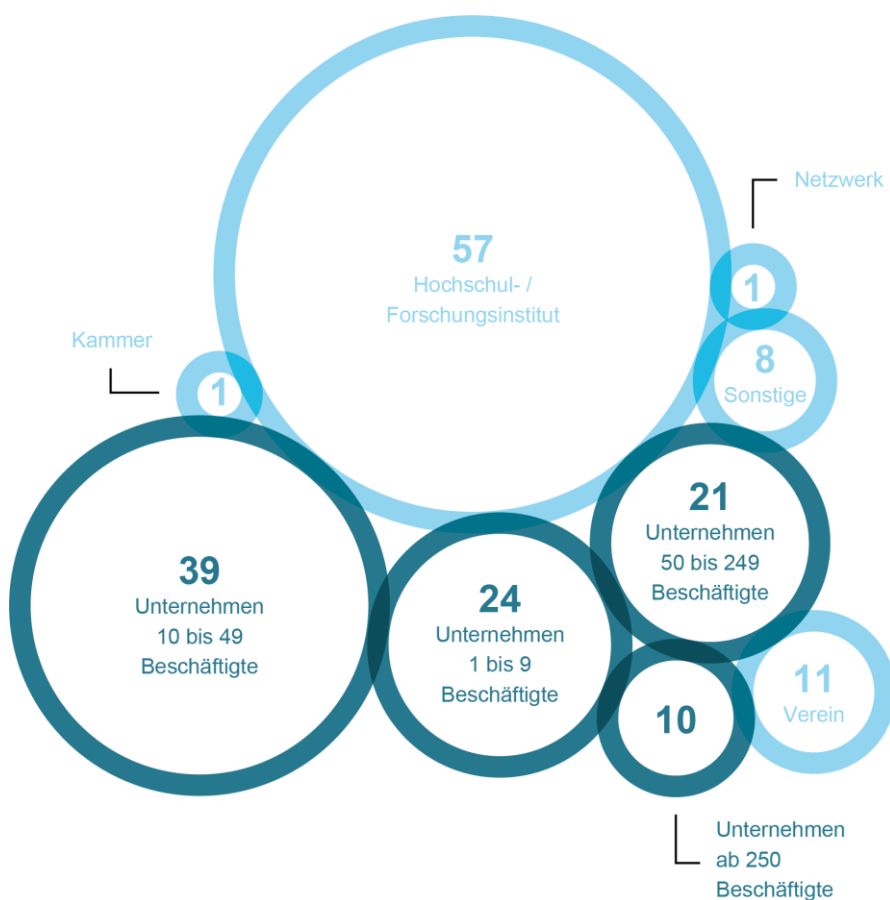 Netzwerk
57
Hochschul- /
Forschungsinstitut
1
Kammer
1
8
Sonstige
21
Unternehmen
50 bis 249
Beschäftigte
39
Unternehmen
10 bis 49
Beschäftigte
24
Unternehmen
1 bis 9
Beschäftigte
11
Verein
10
Unternehmen
ab 250
Beschäftigte